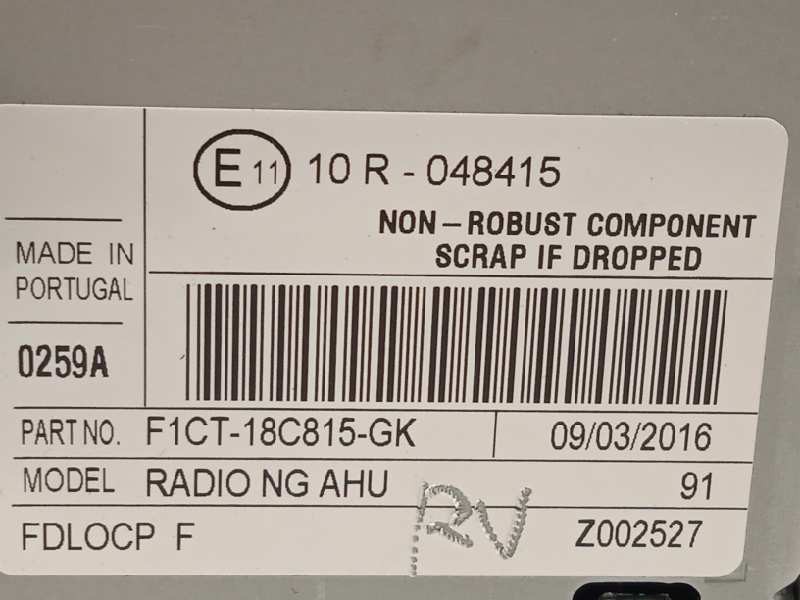 E 11 10 R - 048415
NON – ROBUST COMPONENT
SCRAP IF DROPPED
MADE IN
PORTUGAL
0259A
PART NO. F1CT-18C815-GK 09/03/2016
MODEL RADIO NG AHU 91
FDLOCP F RV Z002527